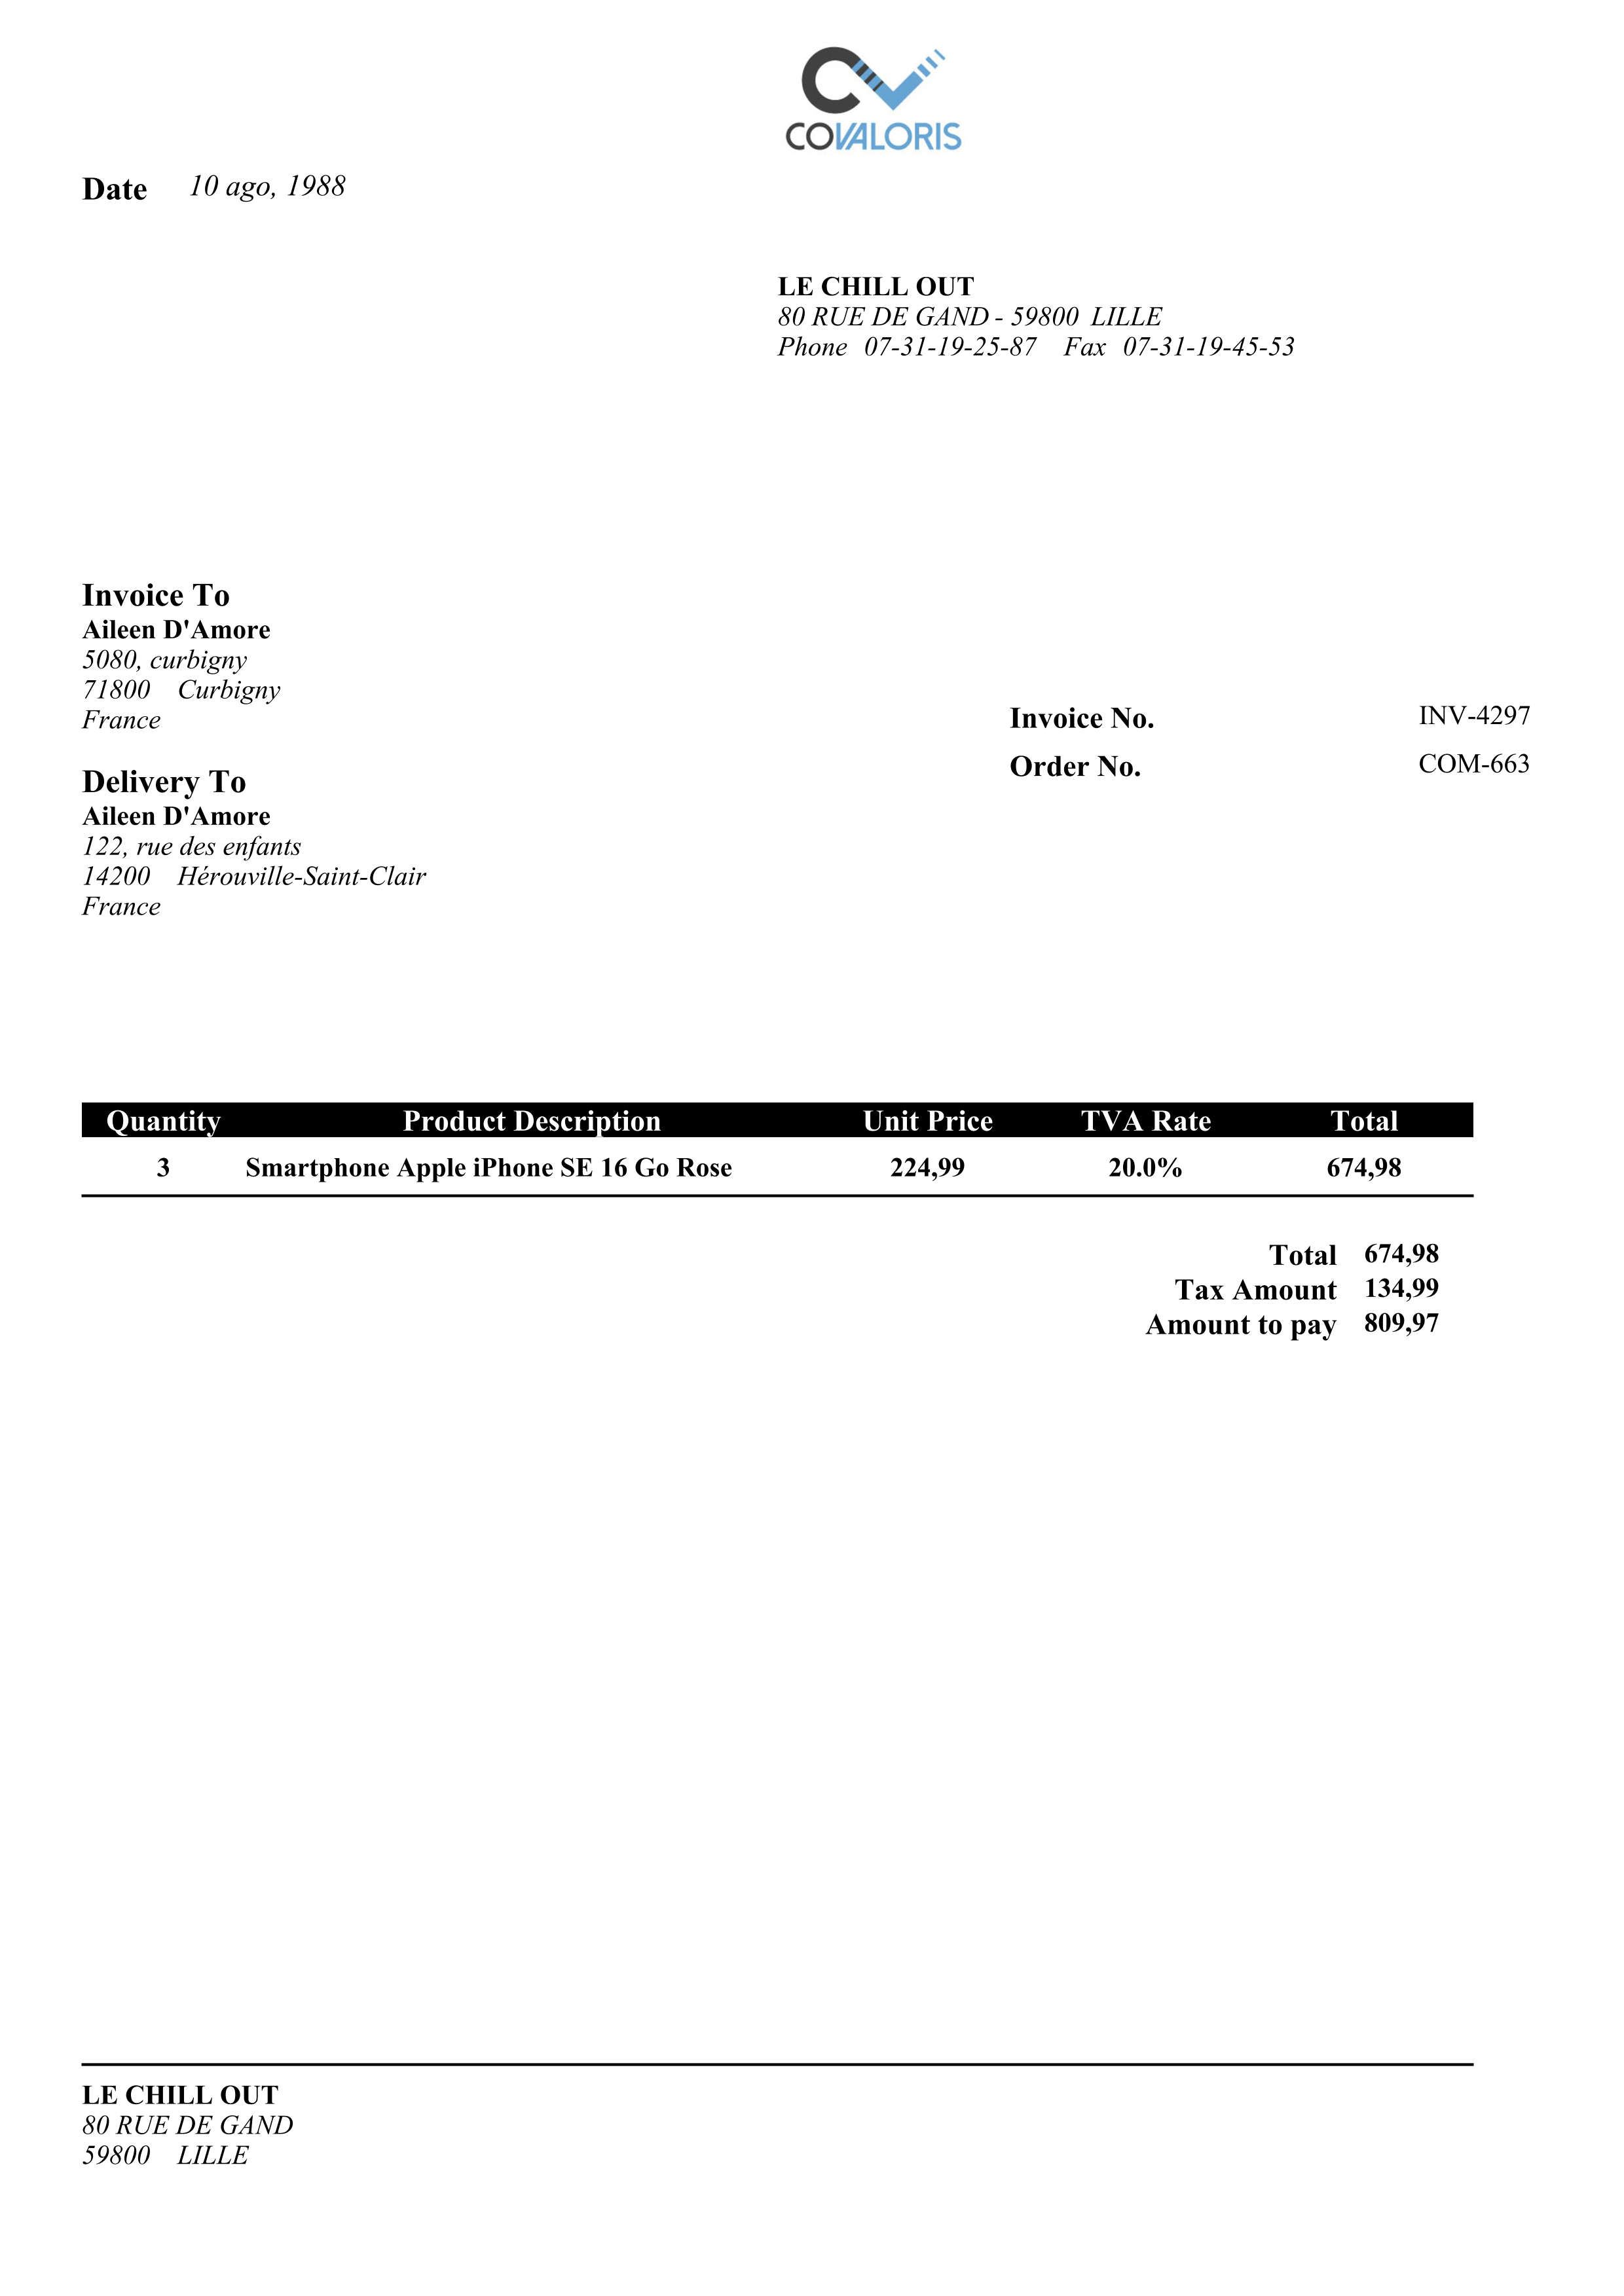 COVALORIS
Date 10 ago, 1988
LE CHILL OUT
80 RUE DE GAND - 59800 LILLE
Phone 07-31-19-25-87 Fax 07-31-19-45-53
Invoice To
Aileen D'Amore
5080, curbigny
71800 Curbigny
France
Invoice No. INV-4297
Order No. COM-663
Delivery To
Aileen D'Amore
122, rue des enfants
14200 Hérouville-Saint-Clair
France
Quantity Product Description Unit Price TVA Rate Total
3 Smartphone Apple iPhone SE 16 Go Rose 224,99 20.0% 674,98
Total 674,98
Tax Amount 134,99
Amount to pay 809,97
LE CHILL OUT
80 RUE DE GAND
59800 LILLE